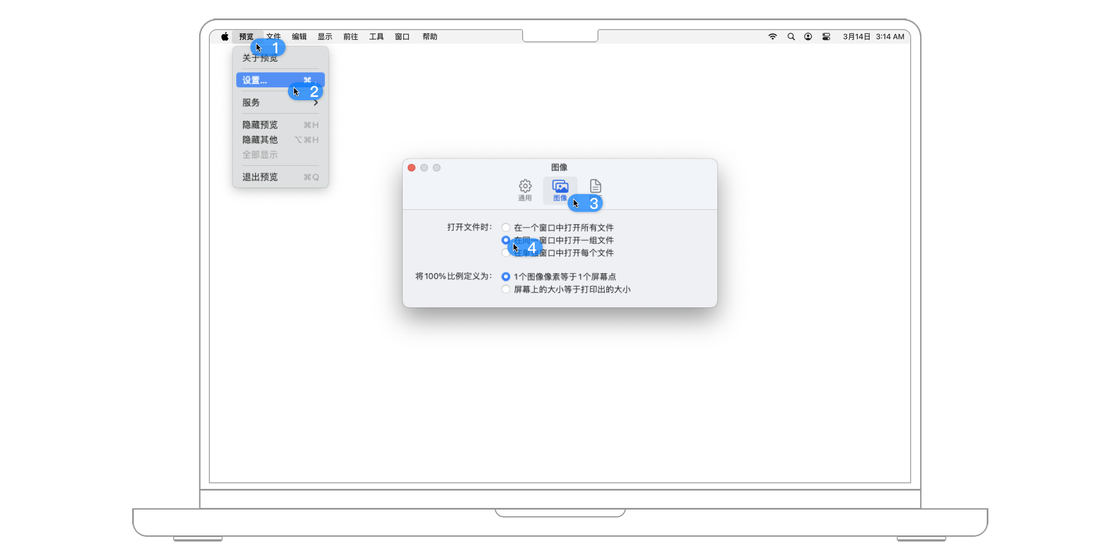 预览 文件 编辑 显示 前往 工具 窗口 帮助 3月14日 3:14 AM
1
关于预览
设置... ⌘
2
服务
隐藏预览 ⌘H
隐藏其他 ⌥⌘H
全部显示
退出预览 ⌘Q
图像
通用 图像
3
打开文件时: 在一个窗口中打开所有文件
在同一窗口中打开一组文件
4
窗口中打开每个文件
将100%比例定义为: 1个图像像素等于1个屏幕点
屏幕上的大小等于打印出的大小